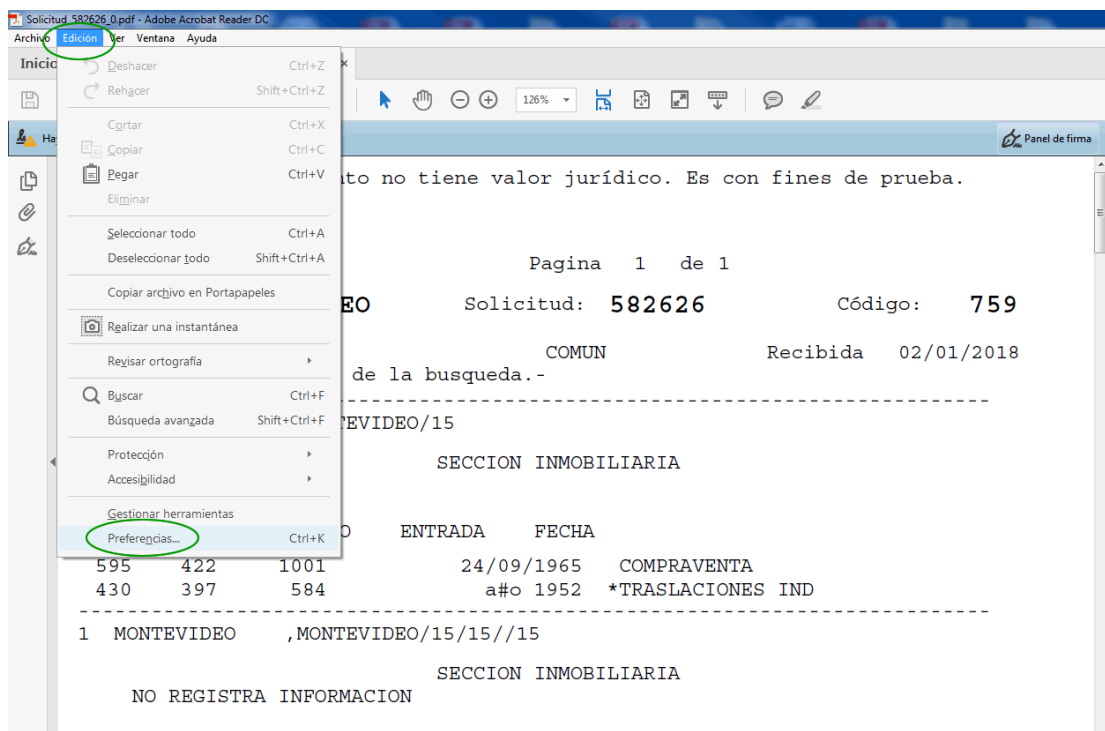 Solicitud_582626_0.pdf - Adobe Acrobat Reader DC
Archivo Edición Ver Ventana Ayuda
Inicio
126%
Ha
Panel de firma
Deshacer Ctrl+Z
Rehacer Shift+Ctrl+Z
Cortar Ctrl+X
Copiar Ctrl+C
Pegar Ctrl+V
Eliminar
Seleccionar todo Ctrl+A
Deseleccionar todo Shift+Ctrl+A
Copiar archivo en Portapapeles
Realizar una instantánea
Revisar ortografía
Buscar Ctrl+F
Búsqueda avanzada Shift+Ctrl+F
Protección
Accesibilidad
Gestionar herramientas
Preferencias... Ctrl+K
to no tiene valor jurídico. Es con fines de prueba.
Pagina 1 de 1
EO Solicitud: 582626 Código: 759
COMUN Recibida 02/01/2018
de la busqueda.-
TEVIDEO/15
SECCION INMOBILIARIA
O ENTRADA FECHA
595 422 1001 24/09/1965 COMPRAVENTA
430 397 584 a#o 1952 *TRASLACIONES IND
1 MONTEVIDEO ,MONTEVIDEO/15/15//15
SECCION INMOBILIARIA
NO REGISTRA INFORMACION